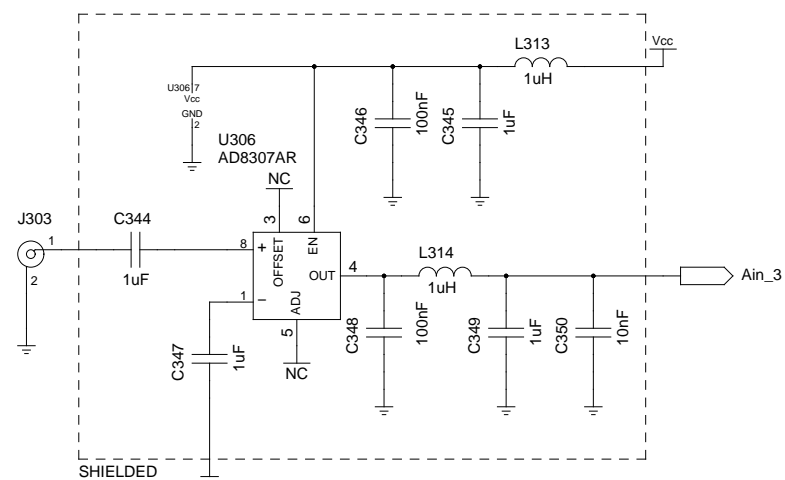 L313
1uH
Vcc
U306 7
Vcc
GND
2
C346
100nF
C345
1uF
U306
AD8307AR
NC
J303
1
2
C344
1uF
3
6
8
+
OFFSET
EN
OUT
4
1
−
ADJ
5
NC
L314
1uH
Ain_3
C347
1uF
C348
100nF
C349
1uF
C350
10nF
SHIELDED